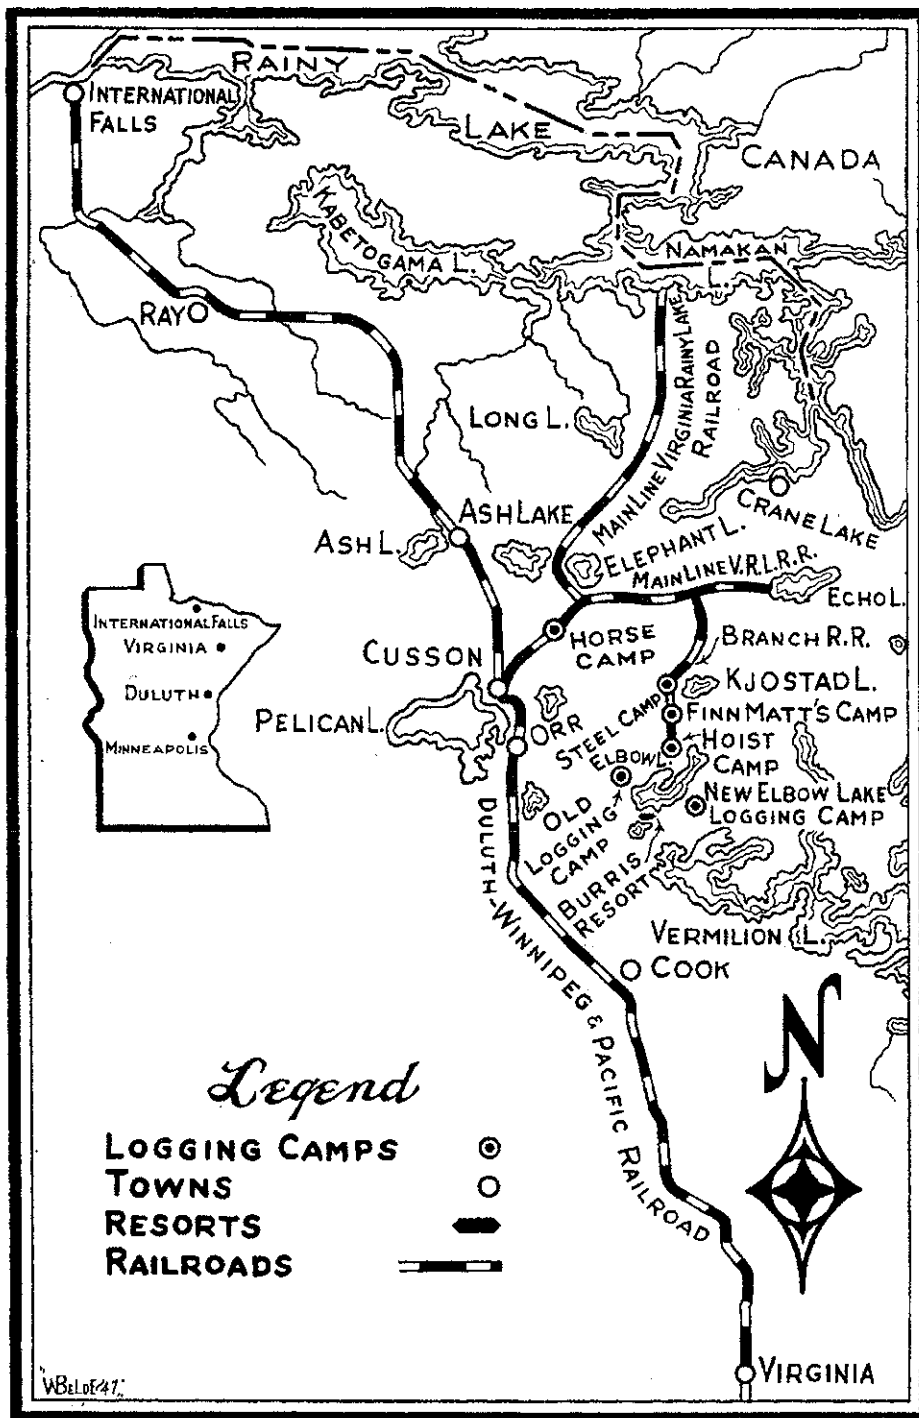 RAINY
LAKE
INTERNATIONAL
FALLS
CANADA
KABETOGAMA L.
NAMAKAN
L.
RAY
MAIN LINE VIRGINIA RAINY LAKE
RAILROAD
LONG L.
CRANE LAKE
ASH LAKE
ASH L.
ELEPHANT L.
MAIN LINE V.R.L.R.R.
ECHO L.
INTERNATIONAL FALLS
VIRGINIA
DULUTH
MINNEAPOLIS
HORSE
CAMP
BRANCH R.R.
CUSSON
KJOSTAD L.
PELICAN L.
ORR
STEEL CAMP
FINN MATT'S CAMP
HOIST
CAMP
ELBOW L.
NEW ELBOW LAKE
LOGGING CAMP
OLD
LOGGING
CAMP
BURRIS
RESORT
VERMILION L.
COOK
DULUTH-WINNIPEG & PACIFIC RAILROAD
N
Legend
LOGGING CAMPS
TOWNS
RESORTS
RAILROADS
VIRGINIA
W BELDE '47